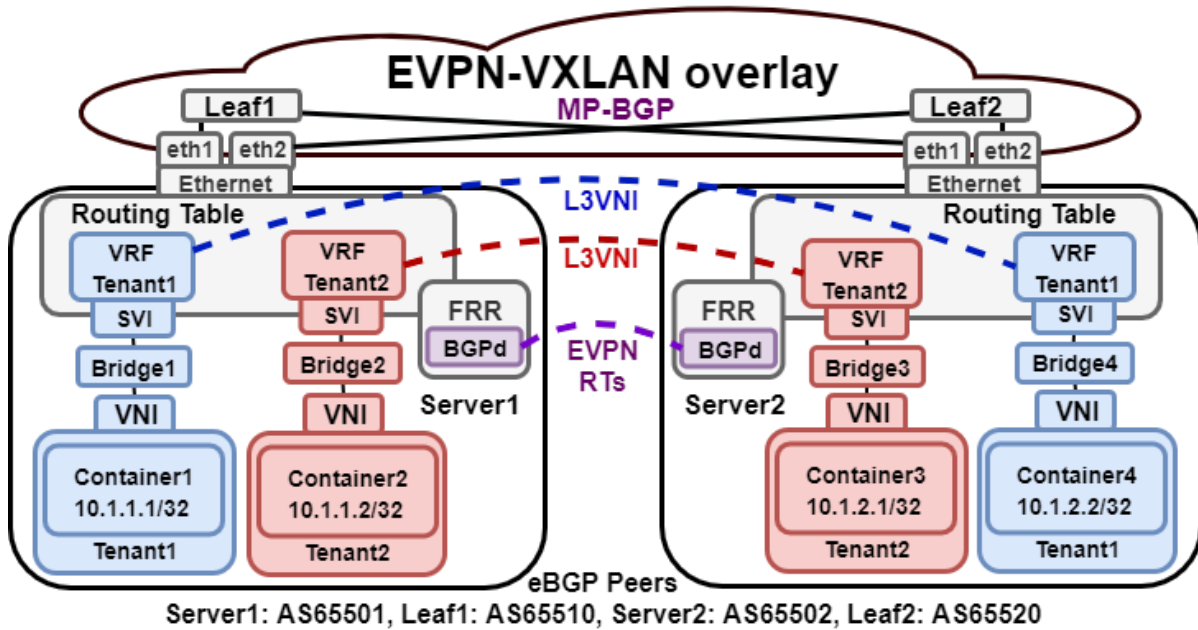 EVPN-VXLAN overlay
MP-BGP
Leaf1
Leaf2
eth1
eth2
eth1
eth2
Ethernet
Ethernet
Routing Table
Routing Table
L3VNI
L3VNI
VRF
Tenant1
VRF
Tenant2
VRF
Tenant2
VRF
Tenant1
SVI
SVI
SVI
SVI
FRR
BGPd
FRR
BGPd
EVPN
RTs
Bridge1
Bridge2
Bridge3
Bridge4
Server1
Server2
VNI
VNI
VNI
VNI
Container1
10.1.1.1/32
Tenant1
Container2
10.1.1.2/32
Tenant2
Container3
10.1.2.1/32
Tenant2
Container4
10.1.2.2/32
Tenant1
eBGP Peers
Server1: AS65501, Leaf1: AS65510, Server2: AS65502, Leaf2: AS65520